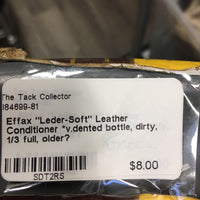 The Tack Collector
I84699-81
Effax "Leder-Soft" Leather
Conditioner *v.dented bottle, dirty,
1/3 full, older?
$8.00
SDT2RS